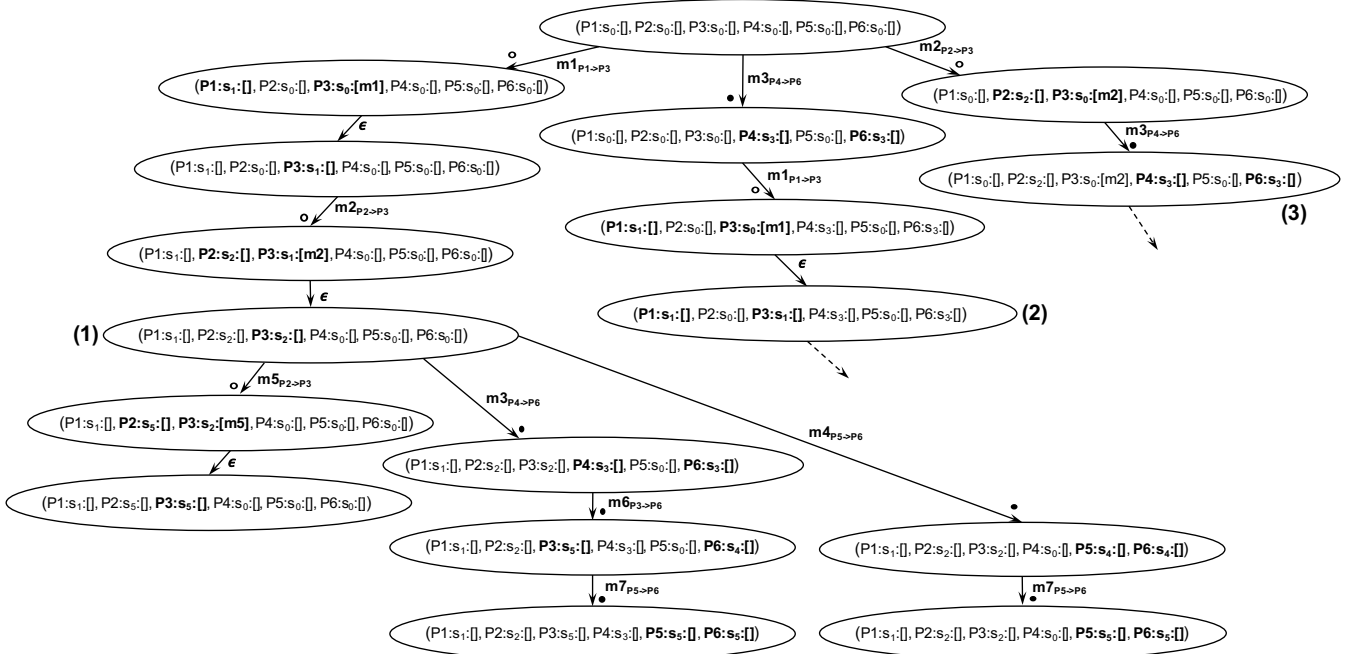 (P1:s₀:[], P2:s₀:[], P3:s₀:[], P4:s₀:[], P5:s₀:[], P6:s₀:[])
m1P1->P3
m3P4->P6
m2P2->P3
(P1:s₁:[], P2:s₀:[], P3:s₀:[m1], P4:s₀:[], P5:s₀:[], P6:s₀:[])
(P1:s₀:[], P2:s₂:[], P3:s₀:[m2], P4:s₀:[], P5:s₀:[], P6:s₀:[])
ϵ
(P1:s₀:[], P2:s₀:[], P3:s₀:[], P4:s₃:[], P5:s₀:[], P6:s₃:[])
m3P4->P6
(P1:s₁:[], P2:s₀:[], P3:s₁:[], P4:s₀:[], P5:s₀:[], P6:s₀:[])
m1P1->P3
(P1:s₀:[], P2:s₂:[], P3:s₀:[m2], P4:s₃:[], P5:s₀:[], P6:s₃:[])
(3)
m2P2->P3
(P1:s₁:[], P2:s₀:[], P3:s₀:[m1], P4:s₃:[], P5:s₀:[], P6:s₃:[])
(P1:s₁:[], P2:s₂:[], P3:s₁:[m2], P4:s₀:[], P5:s₀:[], P6:s₀:[])
ϵ
ϵ
(P1:s₁:[], P2:s₀:[], P3:s₁:[], P4:s₃:[], P5:s₀:[], P6:s₃:[])
(2)
(1)
(P1:s₁:[], P2:s₂:[], P3:s₂:[], P4:s₀:[], P5:s₀:[], P6:s₀:[])
m5P2->P3
m3P4->P6
m4P5->P6
(P1:s₁:[], P2:s₅:[], P3:s₂:[m5], P4:s₀:[], P5:s₀:[], P6:s₀:[])
ϵ
(P1:s₁:[], P2:s₂:[], P3:s₂:[], P4:s₃:[], P5:s₀:[], P6:s₃:[])
(P1:s₁:[], P2:s₅:[], P3:s₅:[], P4:s₀:[], P5:s₀:[], P6:s₀:[])
m6P3->P6
(P1:s₁:[], P2:s₂:[], P3:s₅:[], P4:s₃:[], P5:s₀:[], P6:s₄:[])
(P1:s₁:[], P2:s₂:[], P3:s₂:[], P4:s₀:[], P5:s₄:[], P6:s₄:[])
m7P5->P6
m7P5->P6
(P1:s₁:[], P2:s₂:[], P3:s₅:[], P4:s₃:[], P5:s₅:[], P6:s₅:[])
(P1:s₁:[], P2:s₂:[], P3:s₂:[], P4:s₀:[], P5:s₅:[], P6:s₅:[])